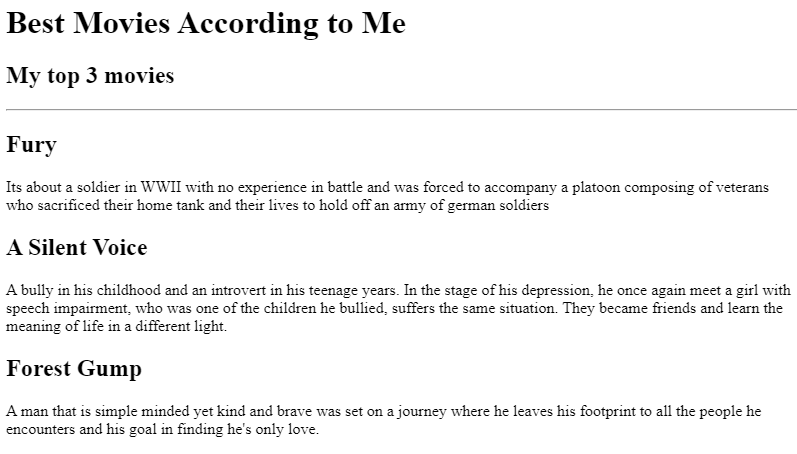 Best Movies According to Me
My top 3 movies
Fury
Its about a soldier in WWII with no experience in battle and was forced to accompany a platoon composing of veterans
who sacrificed their home tank and their lives to hold off an army of german soldiers
A Silent Voice
A bully in his childhood and an introvert in his teenage years. In the stage of his depression, he once again meet a girl with
speech impairment, who was one of the children he bullied, suffers the same situation. They became friends and learn the
meaning of life in a different light.
Forest Gump
A man that is simple minded yet kind and brave was set on a journey where he leaves his footprint to all the people he
encounters and his goal in finding he's only love.